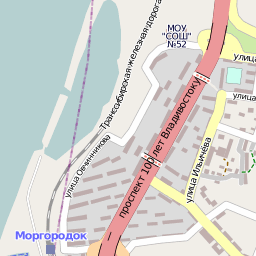 МОУ
"СОШ"
№52
Транссибирская железная дорога
улица
улица
проспект 100 лет Владивостоку
улица Овчинникова
улица Ильичёва
Моргородок